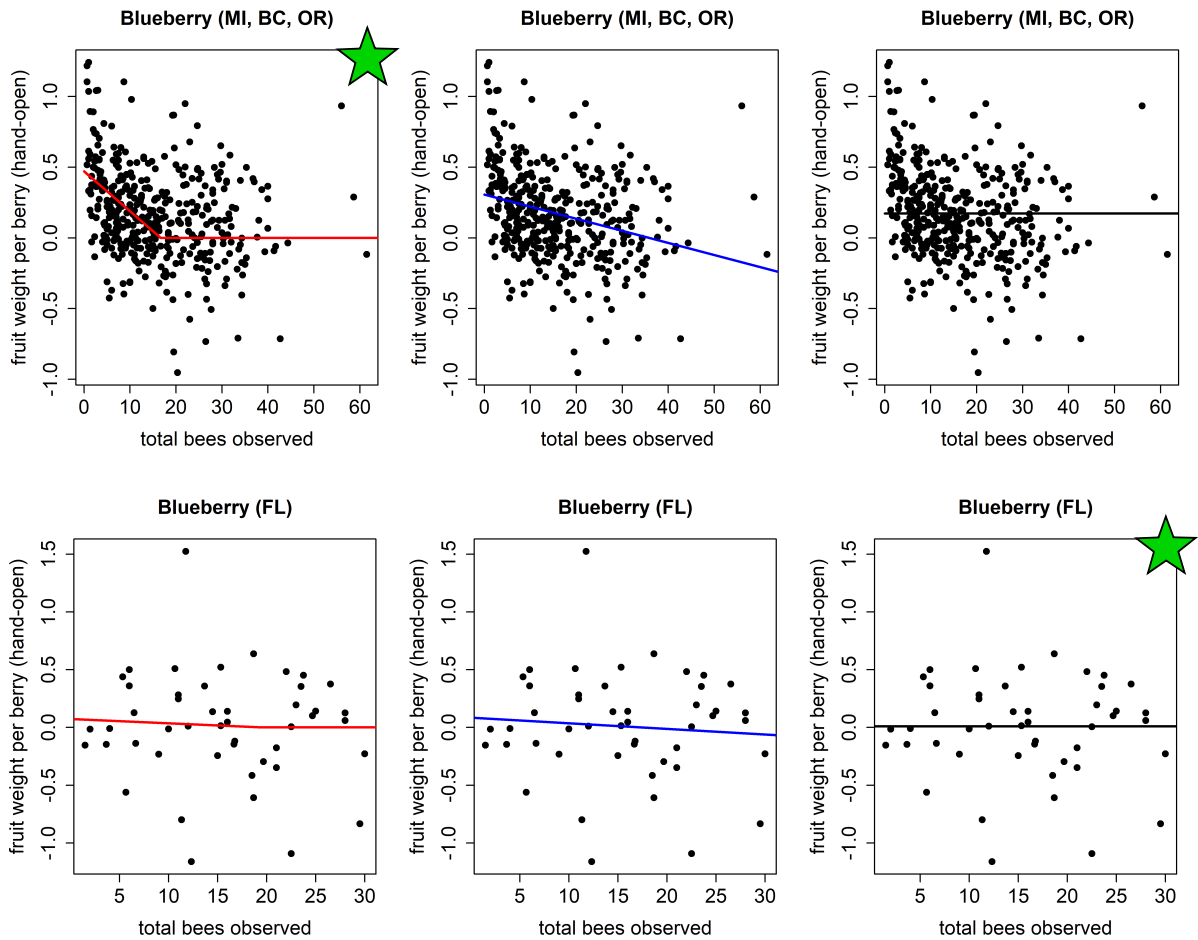 Blueberry (MI, BC, OR)
fruit weight per berry (hand-open)
1.0
0.5
0.0
-0.5
-1.0
0 10 20 30 40 50 60
total bees observed
Blueberry (MI, BC, OR)
fruit weight per berry (hand-open)
1.0
0.5
0.0
-0.5
-1.0
0 10 20 30 40 50 60
total bees observed
Blueberry (MI, BC, OR)
fruit weight per berry (hand-open)
1.0
0.5
0.0
-0.5
-1.0
0 10 20 30 40 50 60
total bees observed
Blueberry (FL)
fruit weight per berry (hand-open)
1.5
1.0
0.5
0.0
-0.5
-1.0
5 10 15 20 25 30
total bees observed
Blueberry (FL)
fruit weight per berry (hand-open)
1.5
1.0
0.5
0.0
-0.5
-1.0
5 10 15 20 25 30
total bees observed
Blueberry (FL)
fruit weight per berry (hand-open)
1.5
1.0
0.5
0.0
-0.5
-1.0
5 10 15 20 25 30
total bees observed